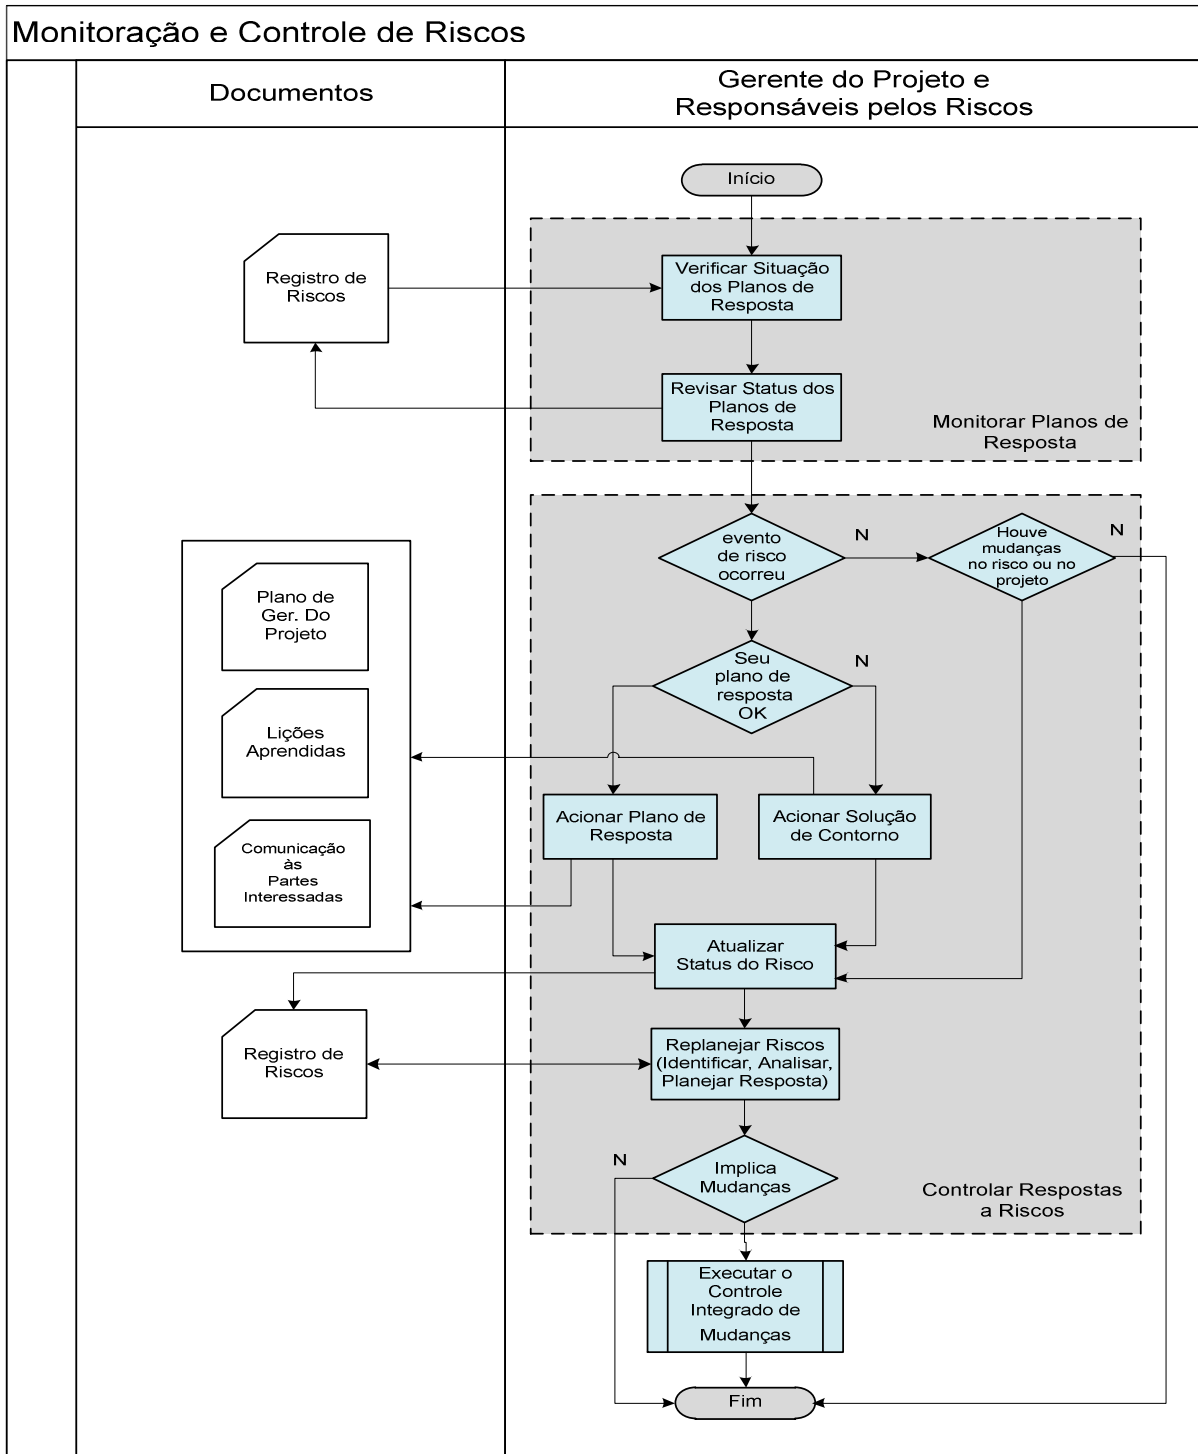 Monitoração e Controle de Riscos
Documentos
Gerente do Projeto e
Responsáveis pelos Riscos
Início
Registro de
Riscos
Verificar Situação
dos Planos de
Resposta
Revisar Status dos
Planos de
Resposta
Monitorar Planos de
Resposta
evento
de risco
ocorreu
N
Houve
mudanças
no risco ou no
projeto
N
Plano de
Ger. Do
Projeto
Seu
plano de
resposta
OK
N
Lições
Aprendidas
Acionar Plano de
Resposta
Acionar Solução
de Contorno
Comunicação
às
Partes
Interessadas
Atualizar
Status do Risco
Registro de
Riscos
Replanejar Riscos
(Identificar, Analisar,
Planejar Resposta)
N
Implica
Mudanças
Controlar Respostas
a Riscos
Executar o
Controle
Integrado de
Mudanças
Fim